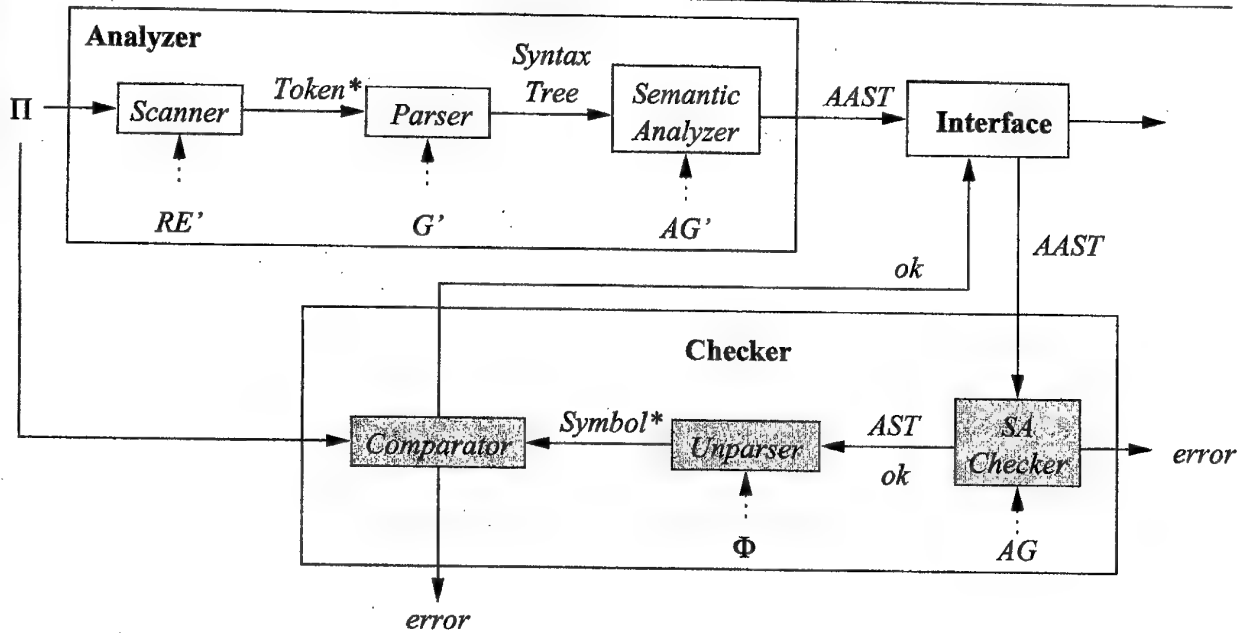 Analyzer
Syntax
Tree
Token*
Π
Scanner
Parser
Semantic
Analyzer
AAST
Interface
RE'
G'
AG'
ok
AAST
Checker
Comparator
Symbol*
Unparser
AST
ok
SA
Checker
error
Φ
AG
error